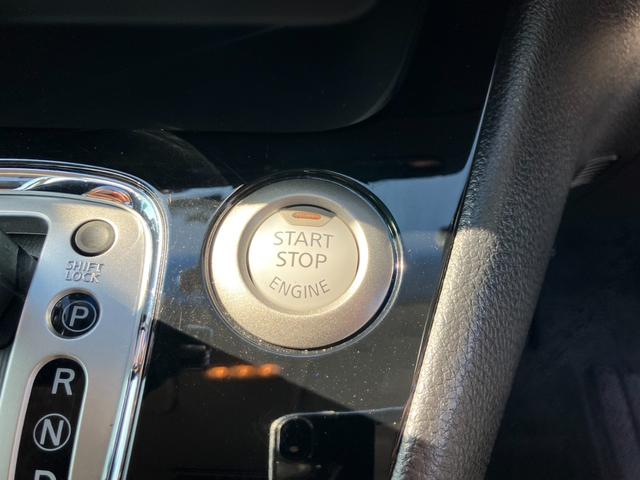 START
STOP
ENGINE
SHIFT
LOCK
P
R
N
D